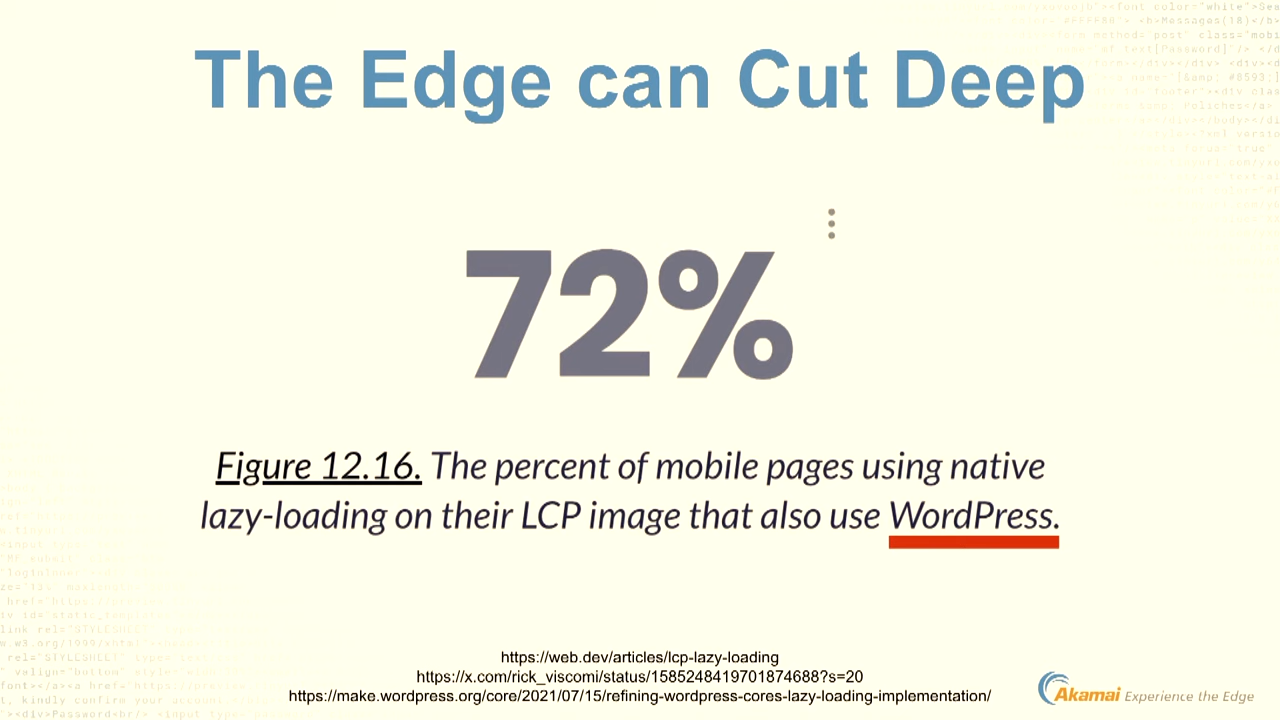 The Edge can Cut Deep
72%
Figure 12.16. The percent of mobile pages using native
lazy-loading on their LCP image that also use WordPress.
https://web.dev/articles/lcp-lazy-loading
https://x.com/rick_viscomi/status/1585248419701874688?s=20
https://make.wordpress.org/core/2021/07/15/refining-wordpress-cores-lazy-loading-implementation/
Akamai Experience the Edge